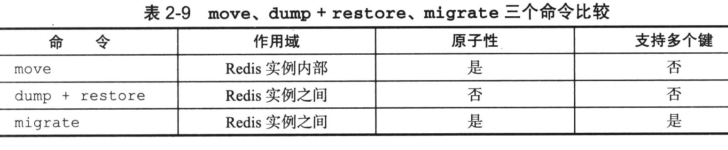 表 2-9 move、dump + restore、migrate 三个命令比较
命 令 作用域 原子性 支持多个键
move Redis 实例内部 是 否
dump + restore Redis 实例之间 否 否
migrate Redis 实例之间 是 是